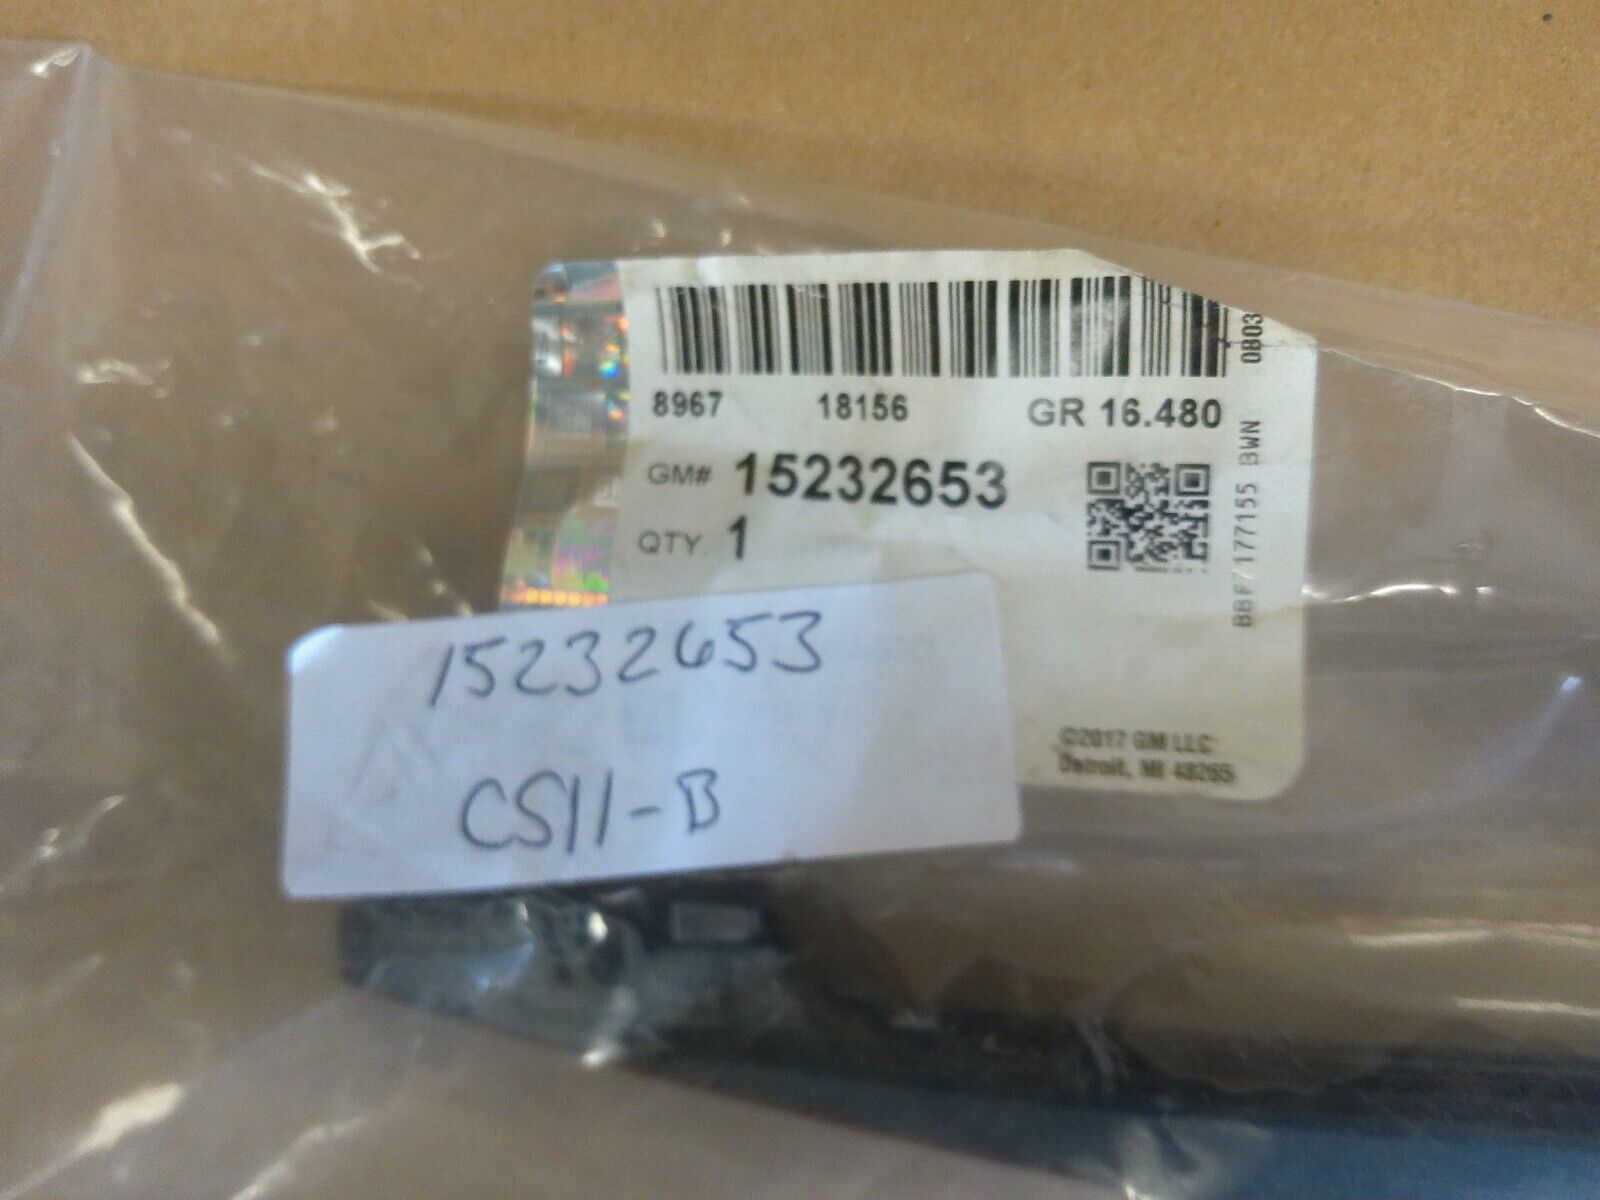 8967 18156 GR 16.480
GM# 15232653
QTY. 1
0B03
BBF/177155 BWN
©2017 GM LLC
Detroit, MI 48265
15232653
CS11-B